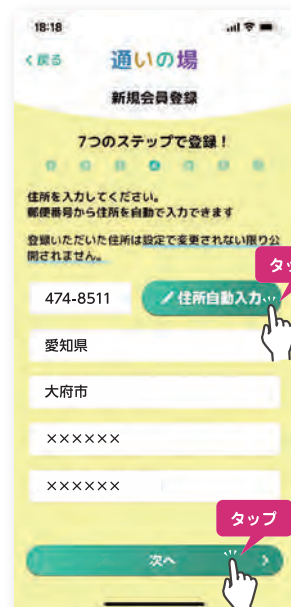 18:18
戻る
通いの場
新規会員登録
7つのステップで登録！
住所を入力してください。
郵便番号から住所を自動で入力できます
登録いただいた住所は設定で変更されない限り公
開されません。
タッ
474-8511
住所自動入力
愛知県
大府市
××××××
××××××
タップ
次へ